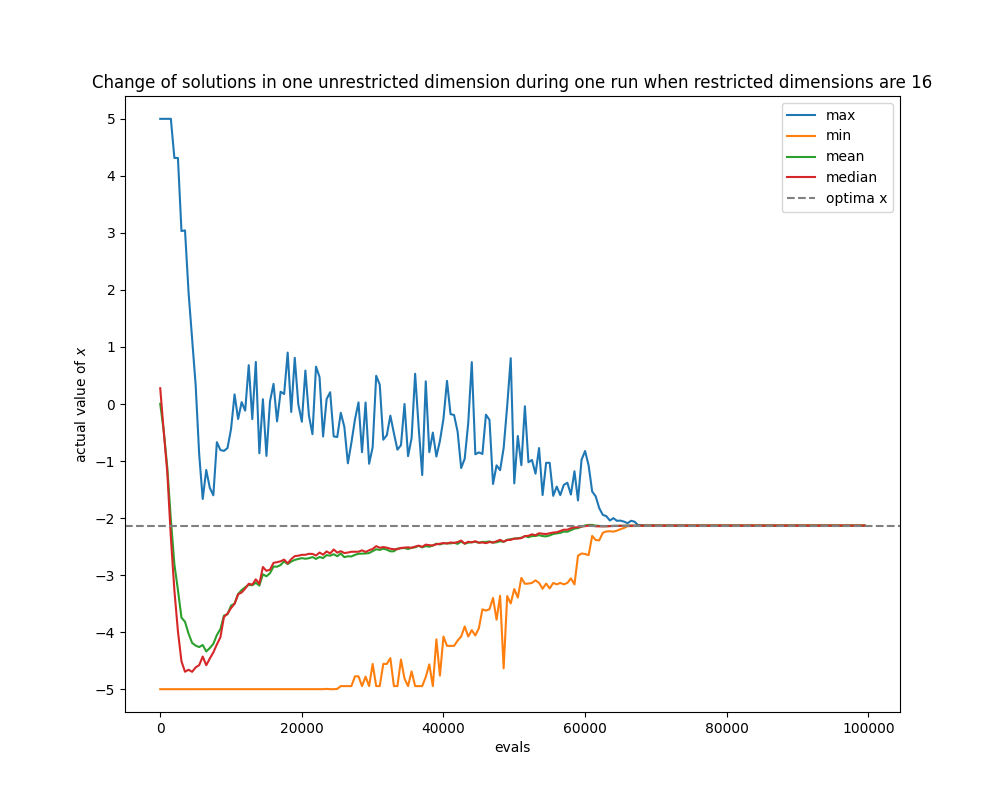 Change of solutions in one unrestricted dimension during one run when restricted dimensions are 16
max
min
mean
median
optima x
5
4
3
2
1
0
−1
−2
−3
−4
−5
actual value of x
0
20000
40000
60000
80000
100000
evals